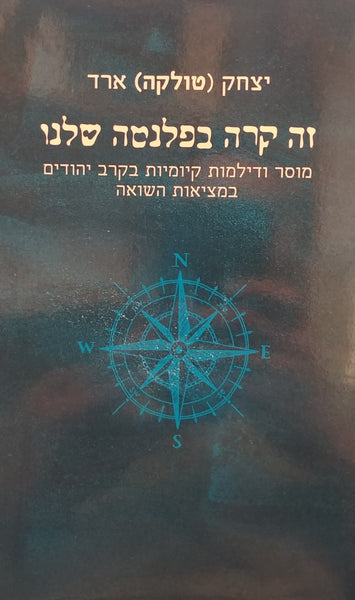 יצחק (טולקה) ארד
זה קרה בפלנטה שלנו
מוסר ודילמות קיומיות בקרב יהודים
במציאות השואה
N
W E
S